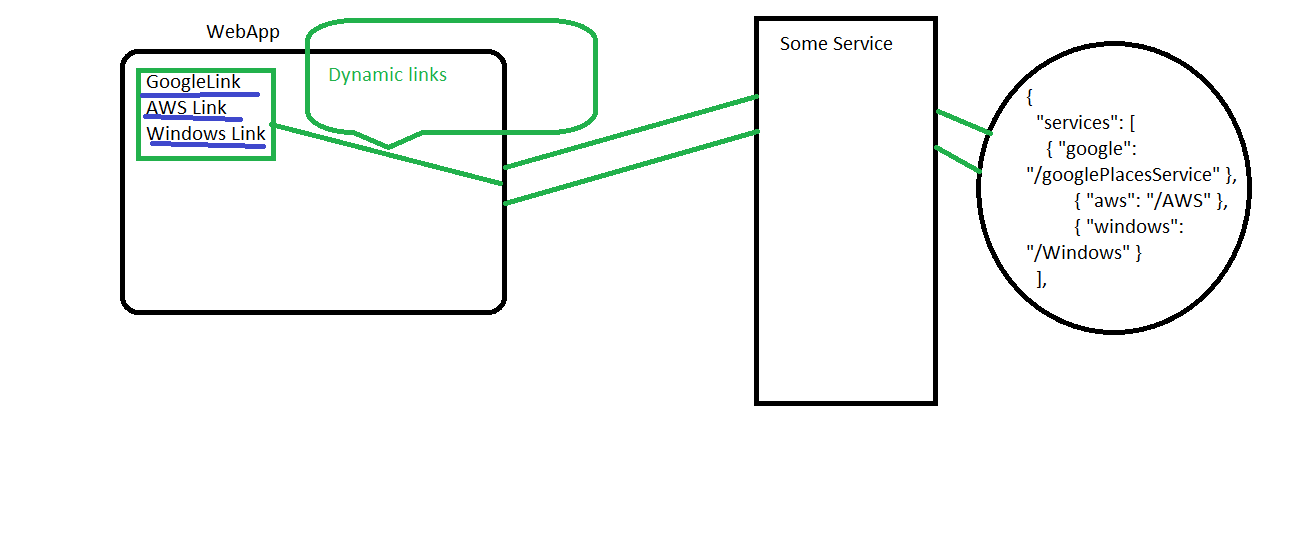 WebApp
GoogleLink
AWS Link
Windows Link
Dynamic links
Some Service
{
"services": [
{ "google":
"/googlePlacesService" },
{ "aws": "/AWS" },
{ "windows":
"/Windows" }
],